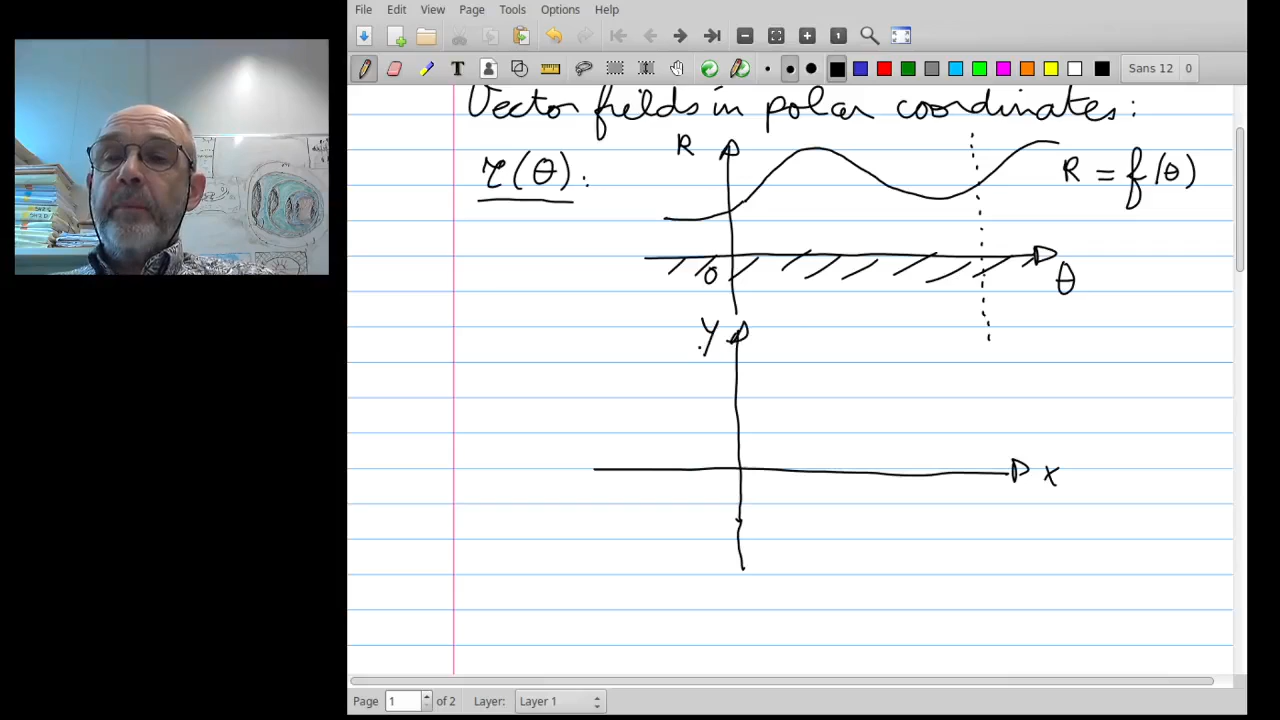 File Edit View Page Tools Options Help
Sans 12 0
Vector fields in polar coordinates:
r(θ):
R
R = f(θ)
0
θ
y
x
Page 1 of 2 Layer: Layer 1